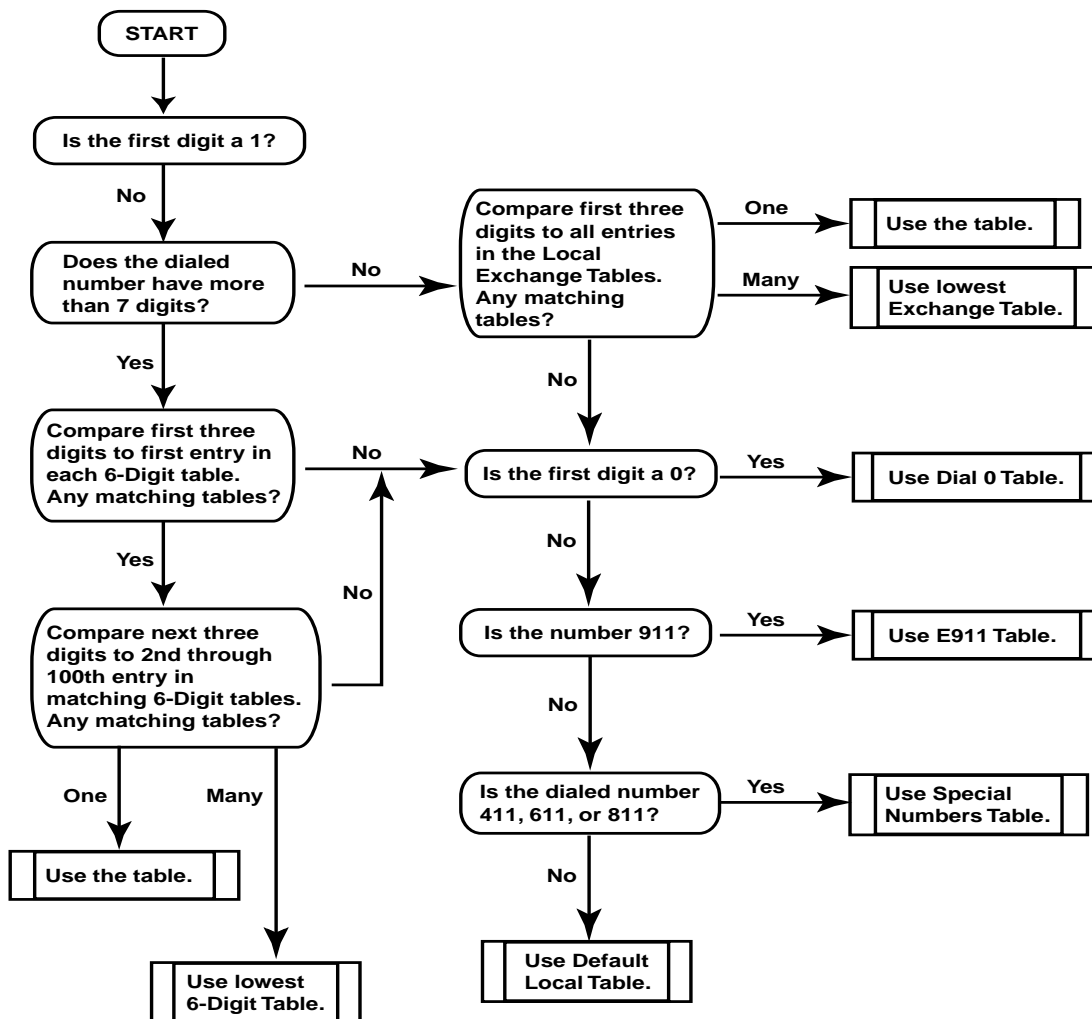 START
Is the first digit a 1?
No
Does the dialed
number have more
than 7 digits?
No
Compare first three
digits to all entries
in the Local
Exchange Tables.
Any matching
tables?
One
Use the table.
Many
Use lowest
Exchange Table.
Yes
No
Compare first three
digits to first entry in
each 6-Digit table.
Any matching tables?
No
Is the first digit a 0?
Yes
Use Dial 0 Table.
Yes
No
No
Compare next three
digits to 2nd through
100th entry in
matching 6-Digit tables.
Any matching tables?
Is the number 911?
Yes
Use E911 Table.
No
One
Many
Is the dialed number
411, 611, or 811?
Yes
Use Special
Numbers Table.
Use the table.
No
Use lowest
6-Digit Table.
Use Default
Local Table.